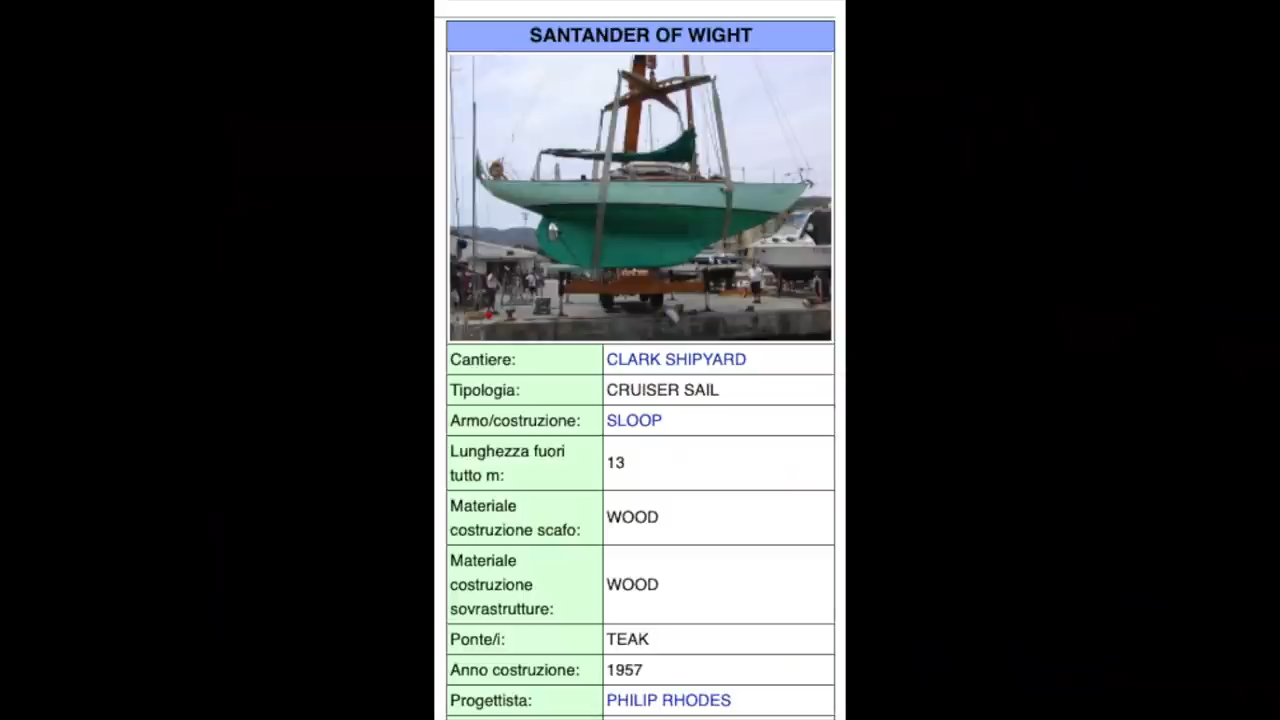 SANTANDER OF WIGHT
Cantiere: CLARK SHIPYARD
Tipologia: CRUISER SAIL
Armo/costruzione: SLOOP
Lunghezza fuori
tutto m: 13
Materiale
costruzione scafo: WOOD
Materiale
costruzione
sovrastrutture: WOOD
Ponte/i: TEAK
Anno costruzione: 1957
Progettista: PHILIP RHODES